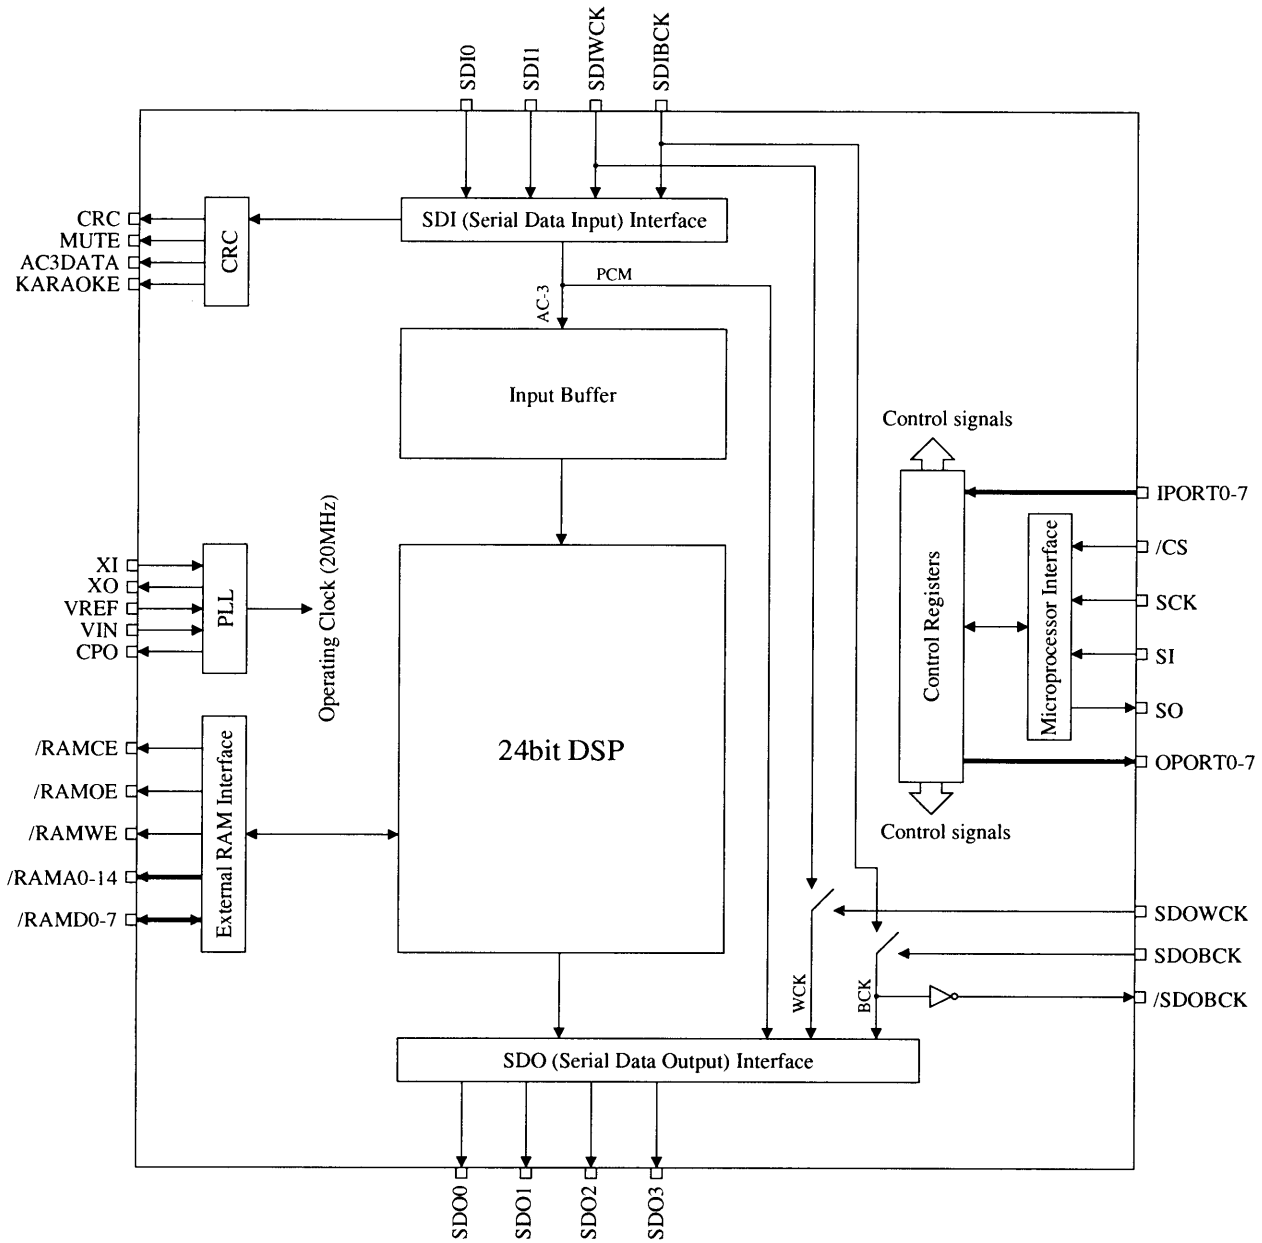 SDI0
SDI1
SDIWCK
SDIBCK
SDI (Serial Data Input) Interface
CRC
MUTE
AC3DATA
KARAOKE
CRC
PCM
AC-3
Input Buffer
Control signals
IPORT0-7
/CS
SCK
SI
SO
OPORT0-7
Control Registers
Microprocessor Interface
Control signals
XI
XO
VREF
VIN
CPO
PLL
Operating Clock (20MHz)
24bit DSP
/RAMCE
/RAMOE
/RAMWE
/RAMA0-14
/RAMD0-7
External RAM Interface
SDOWCK
SDOBCK
/SDOBCK
WCK
BCK
SDO (Serial Data Output) Interface
SDO0
SDO1
SDO2
SDO3